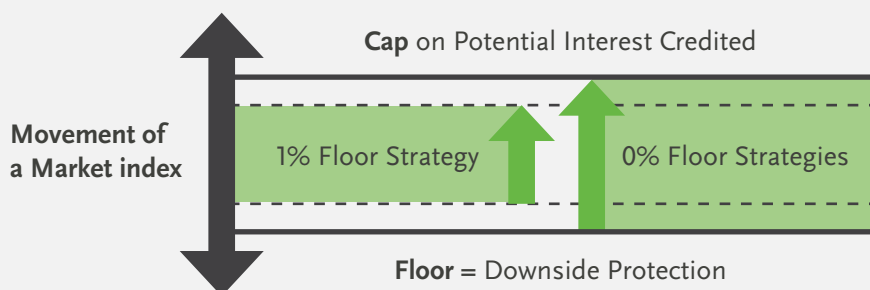 Cap on Potential Interest Credited
Movement of
a Market index
1% Floor Strategy
0% Floor Strategies
Floor = Downside Protection